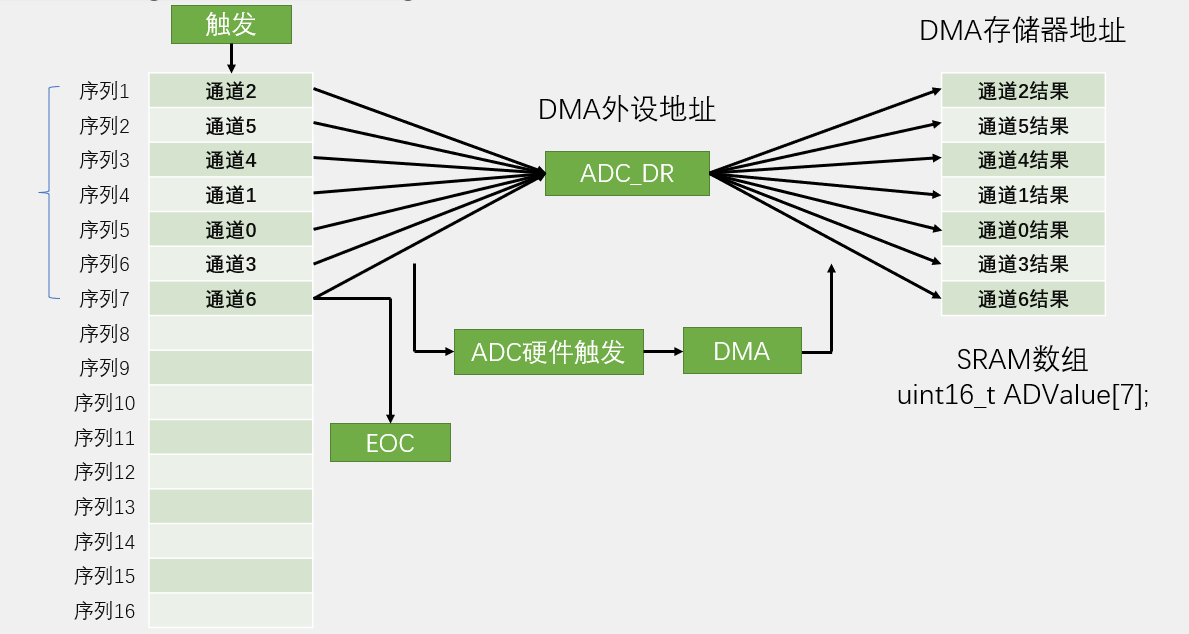 触发
DMA存储器地址
序列1 通道2
序列2 通道5
序列3 通道4
序列4 通道1
序列5 通道0
序列6 通道3
序列7 通道6
序列8
序列9
序列10
序列11
序列12
序列13
序列14
序列15
序列16
DMA外设地址
ADC_DR
ADC硬件触发
DMA
EOC
通道2结果
通道5结果
通道4结果
通道1结果
通道0结果
通道3结果
通道6结果
SRAM数组
uint16_t ADValue[7];